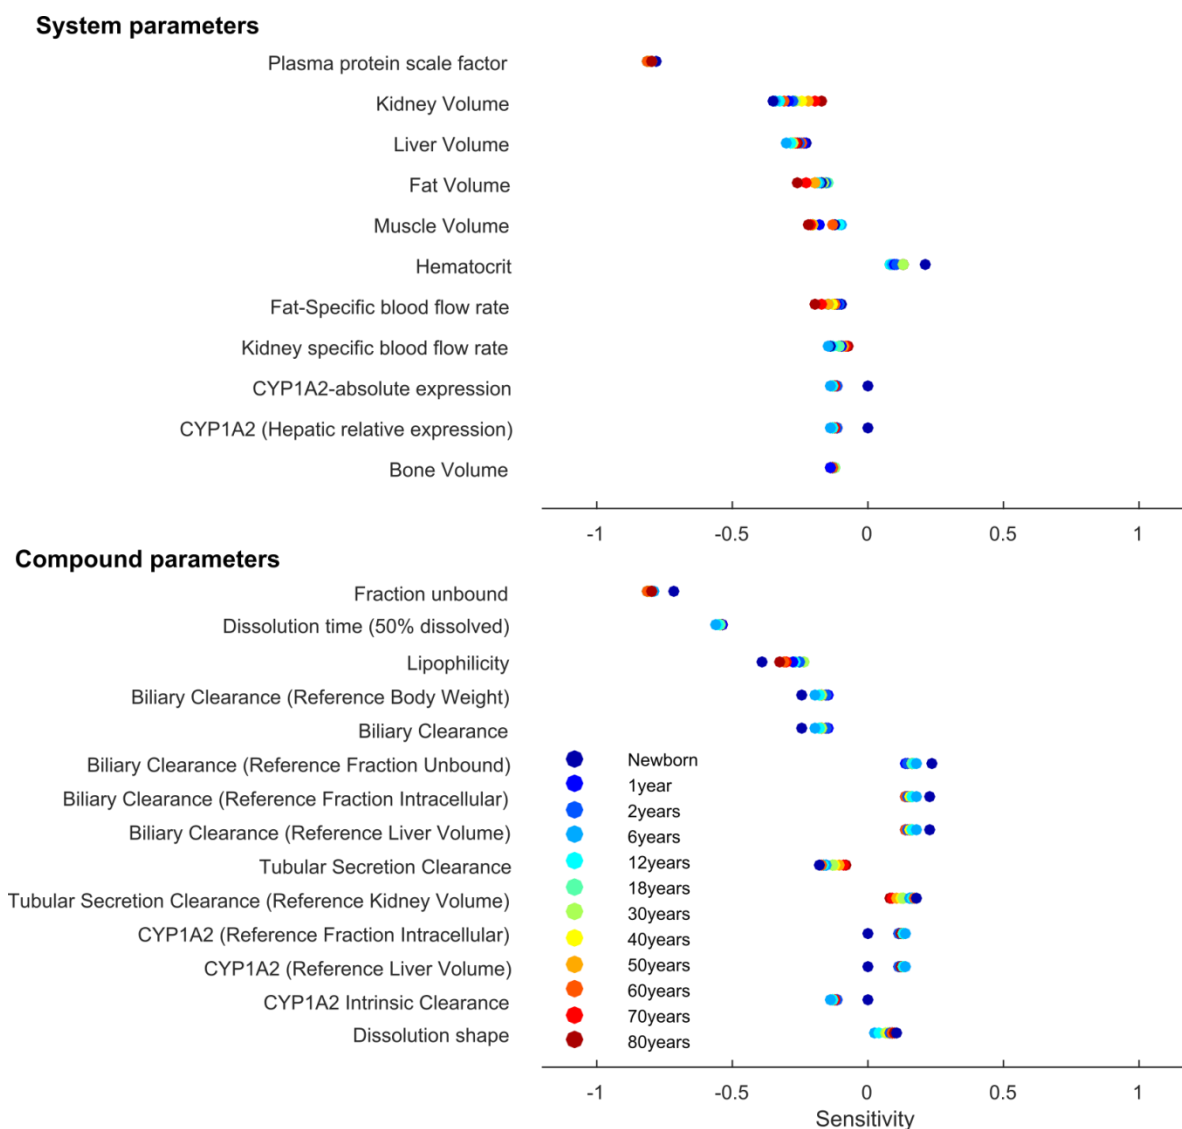 System parameters
Plasma protein scale factor
Kidney Volume
Liver Volume
Fat Volume
Muscle Volume
Hematocrit
Fat-Specific blood flow rate
Kidney specific blood flow rate
CYP1A2-absolute expression
CYP1A2 (Hepatic relative expression)
Bone Volume
-1 -0.5 0 0.5 1
Compound parameters
Fraction unbound
Dissolution time (50% dissolved)
Lipophilicity
Biliary Clearance (Reference Body Weight)
Biliary Clearance
Biliary Clearance (Reference Fraction Unbound)
Biliary Clearance (Reference Fraction Intracellular)
Biliary Clearance (Reference Liver Volume)
Tubular Secretion Clearance
Tubular Secretion Clearance (Reference Kidney Volume)
CYP1A2 (Reference Fraction Intracellular)
CYP1A2 (Reference Liver Volume)
CYP1A2 Intrinsic Clearance
Dissolution shape
Newborn
1year
2years
6years
12years
18years
30years
40years
50years
60years
70years
80years
-1 -0.5 0 0.5 1
Sensitivity